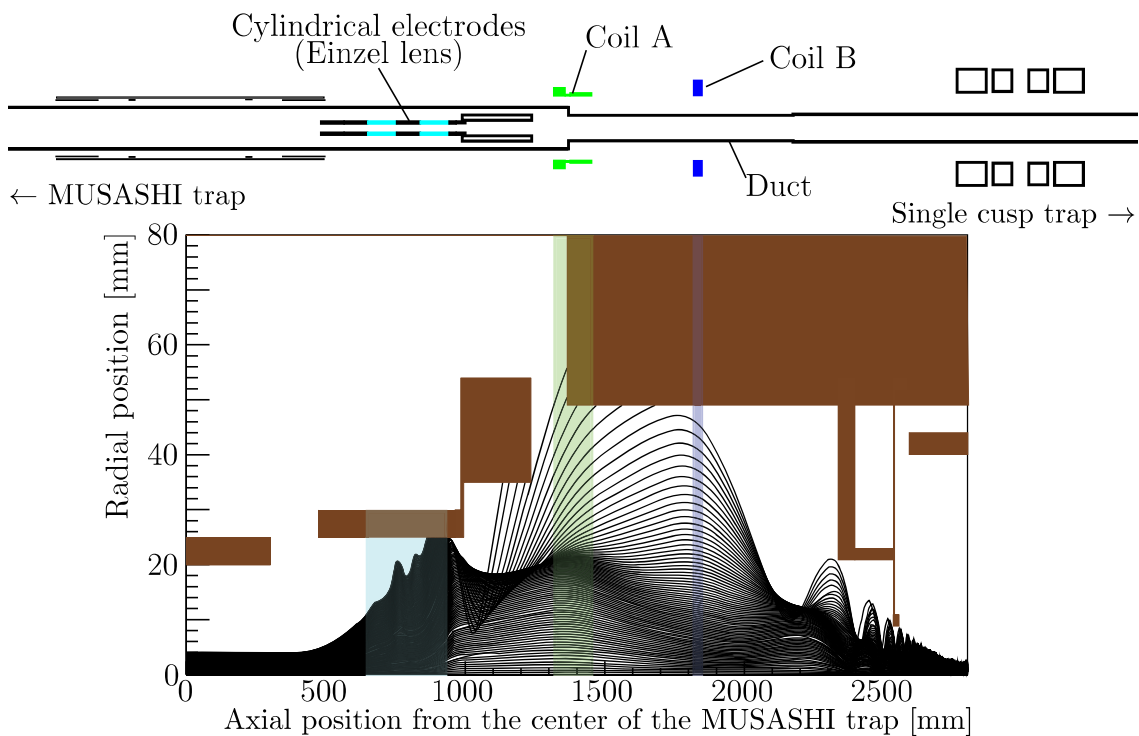 Cylindrical electrodes
(Einzel lens)
Coil A
Coil B
Duct
← MUSASHI trap
Single cusp trap →
80
60
40
20
0
Radial position [mm]
0 500 1000 1500 2000 2500
Axial position from the center of the MUSASHI trap [mm]